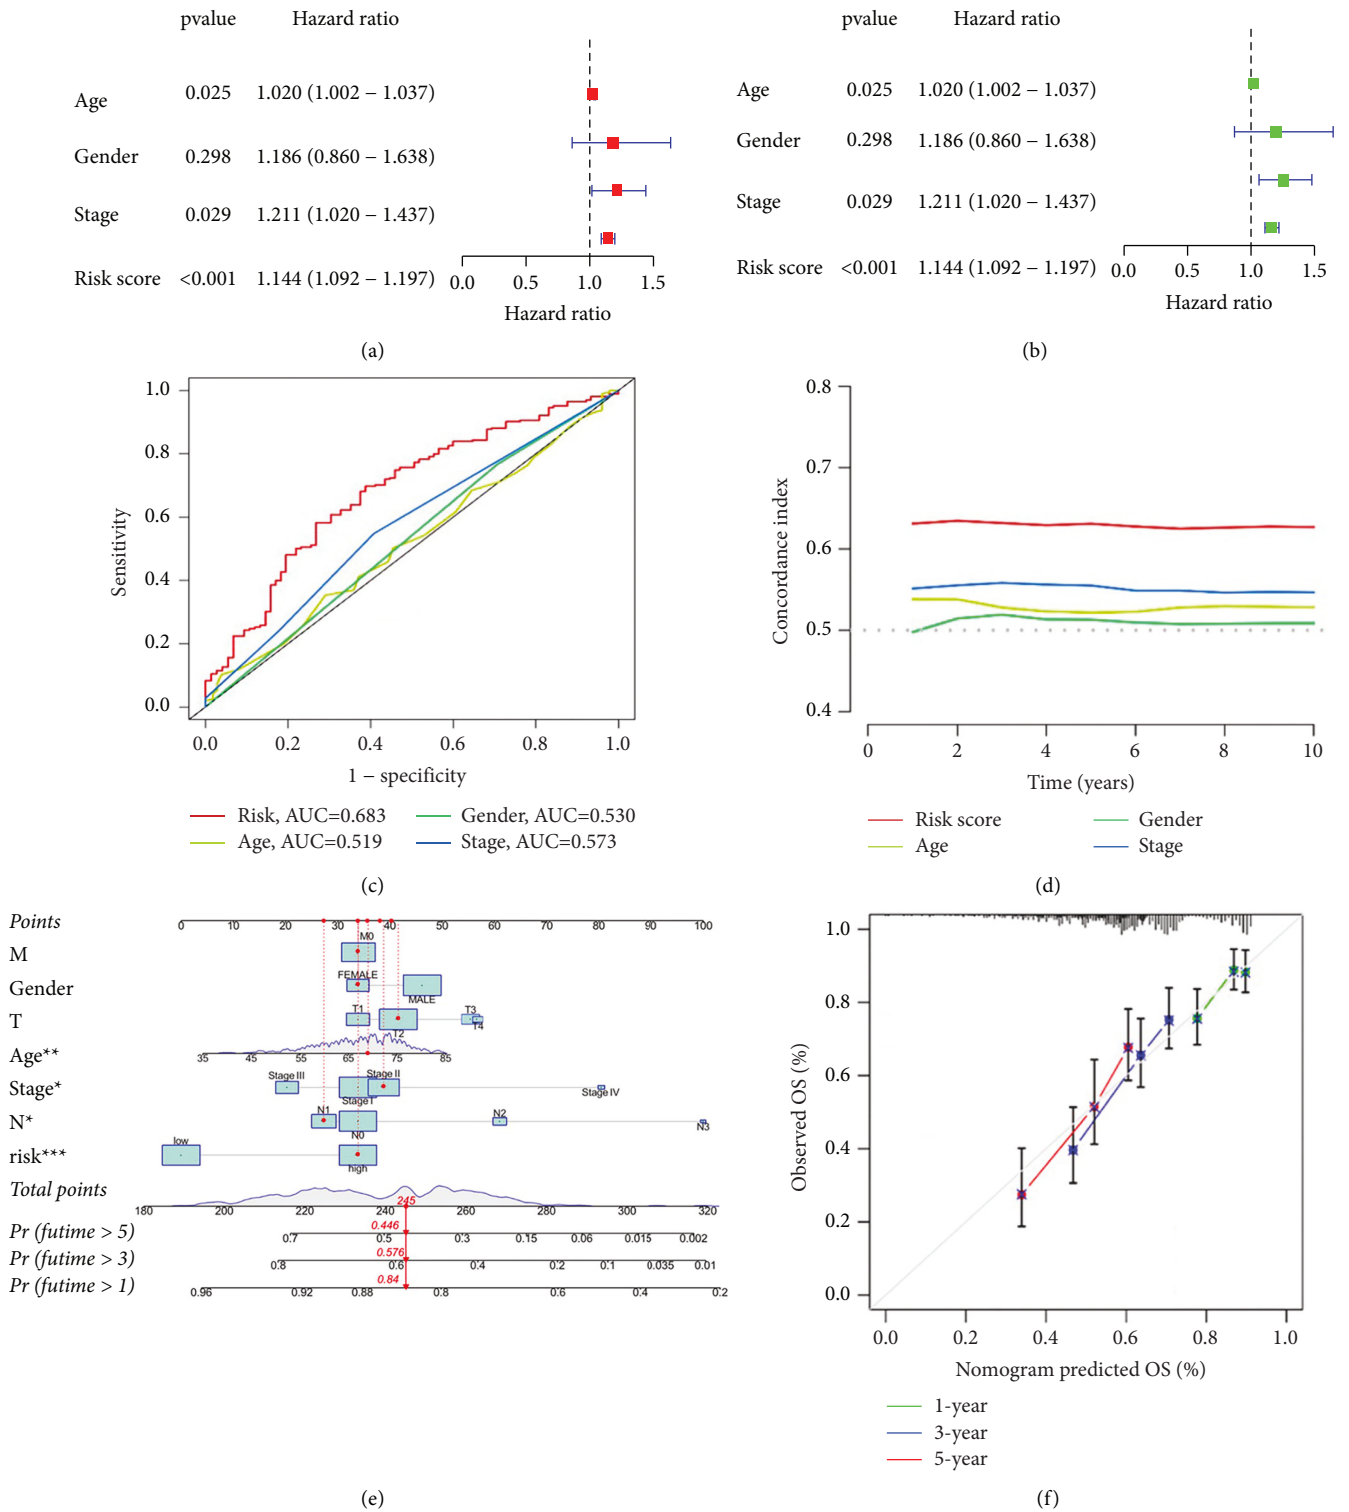 pvalue Hazard ratio
Age 0.025 1.020 (1.002 − 1.037)
Gender 0.298 1.186 (0.860 − 1.638)
Stage 0.029 1.211 (1.020 − 1.437)
Risk score <0.001 1.144 (1.092 − 1.197)
0.0 0.5 1.0 1.5
Hazard ratio
(a)
pvalue Hazard ratio
Age 0.025 1.020 (1.002 − 1.037)
Gender 0.298 1.186 (0.860 − 1.638)
Stage 0.029 1.211 (1.020 − 1.437)
Risk score <0.001 1.144 (1.092 − 1.197)
0.0 0.5 1.0 1.5
Hazard ratio
(b)
Sensitivity
1.0
0.8
0.6
0.4
0.2
0.0
0.0 0.2 0.4 0.6 0.8 1.0
1 − specificity
Risk, AUC=0.683 Gender, AUC=0.530
Age, AUC=0.519 Stage, AUC=0.573
(c)
Concordance index
0.8
0.7
0.6
0.5
0.4
0 2 4 6 8 10
Time (years)
Risk score Gender
Age Stage
(d)
Points 0 10 20 30 40 50 60 70 80 90 100
M M0
Gender FEMALE MALE
T T1 T2 T3 T4
Age** 35 45 55 65 75 85
Stage* Stage III Stage I Stage II Stage IV
N* N1 N0 N2 N3
risk*** low high
Total points 245
180 200 220 240 260 280 300 320
Pr (futime > 5) 0.446
0.7 0.5 0.3 0.15 0.06 0.015 0.002
Pr (futime > 3) 0.576
0.8 0.6 0.4 0.2 0.1 0.035 0.01
Pr (futime > 1) 0.84
0.96 0.92 0.88 0.8 0.6 0.4 0.2
(e)
Observed OS (%)
1.0
0.8
0.6
0.4
0.2
0.0
0.0 0.2 0.4 0.6 0.8 1.0
Nomogram predicted OS (%)
1-year
3-year
5-year
(f)